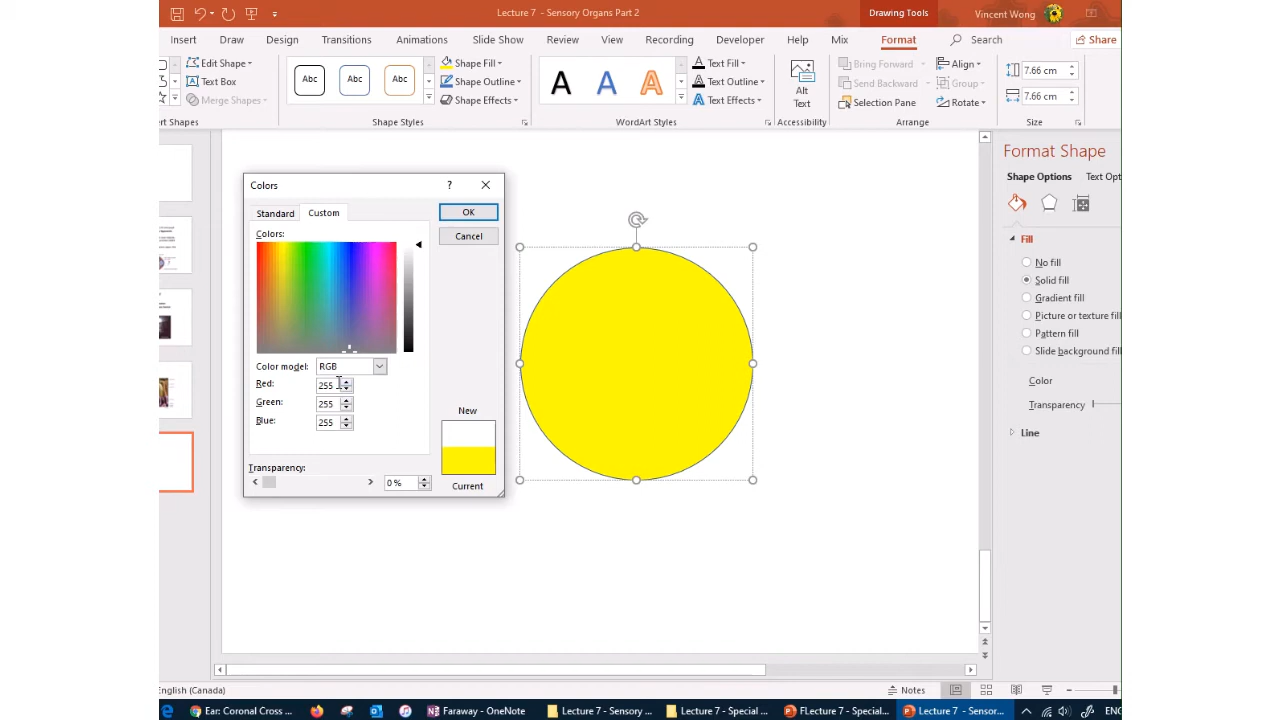 Lecture 7 - Sensory Organs Part 2
Drawing Tools
Vincent Wong
Insert Draw Design Transitions Animations Slide Show Review View Recording Developer Help Mix Format Search Share
Edit Shape
Text Box
Merge Shapes
ert Shapes
Abc Abc Abc
Shape Fill
Shape Outline
Shape Effects
Shape Styles
A A A
Text Fill
Text Outline
Text Effects
WordArt Styles
Alt
Text
Accessibility
Bring Forward
Send Backward
Selection Pane
Align
Group
Rotate
Arrange
7.66 cm
7.66 cm
Size
Colors
?
Standard
Custom
OK
Cancel
Colors:
Color model: RGB
Red: 255
Green: 255
Blue: 255
New
Current
Transparency:
0 %
Format Shape
Shape Options Text Opt
Fill
No fill
Solid fill
Gradient fill
Picture or texture fill
Pattern fill
Slide background fill
Color
Transparency
Line
English (Canada)
Notes
Ear: Coronal Cross ...
Faraway - OneNote
Lecture 7 - Sensory ...
Lecture 7 - Special ...
FLecture 7 - Special...
Lecture 7 - Sensor...
ENG